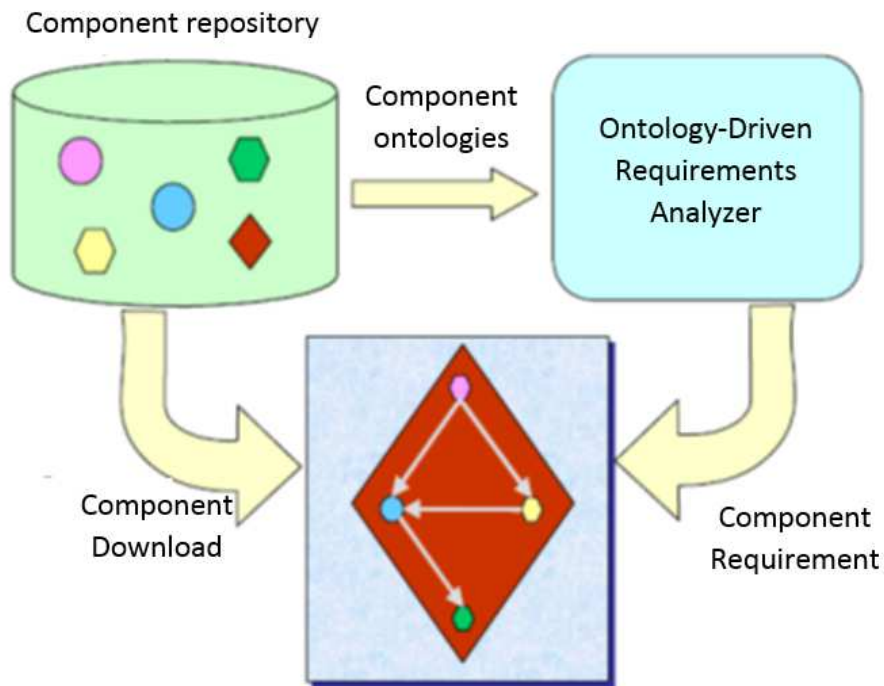 Component repository
Component
ontologies
Ontology-Driven
Requirements
Analyzer
Component
Download
Component
Requirement